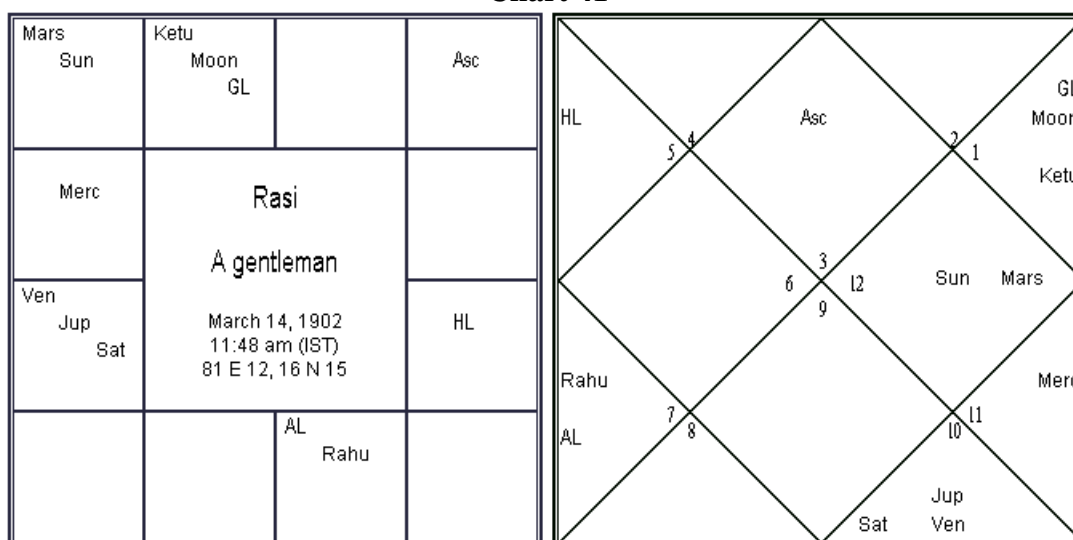 Mars
Sun
Ketu
Moon
GL
Asc
Merc
Rasi
A gentleman
March 14, 1902
11:48 am (IST)
81 E 12, 16 N 15
Ven
Jup
Sat
HL
AL
Rahu
HL
Asc
GL
Moon
Ketu
4
5
2
1
3
6
12
9
Sun Mars
Rahu
AL
7
8
Merc
11
10
Jup
Sat Ven